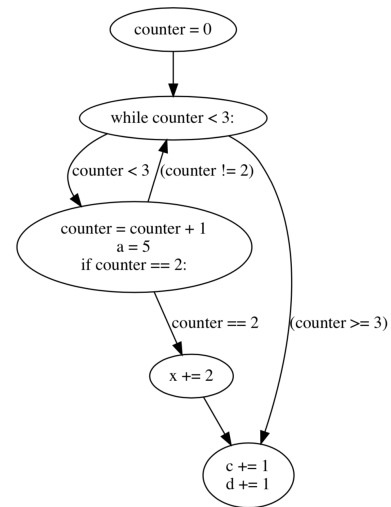 counter = 0
while counter < 3:
counter < 3
(counter != 2)
counter = counter + 1
a = 5
if counter == 2:
counter == 2
(counter >= 3)
x += 2
c += 1
d += 1